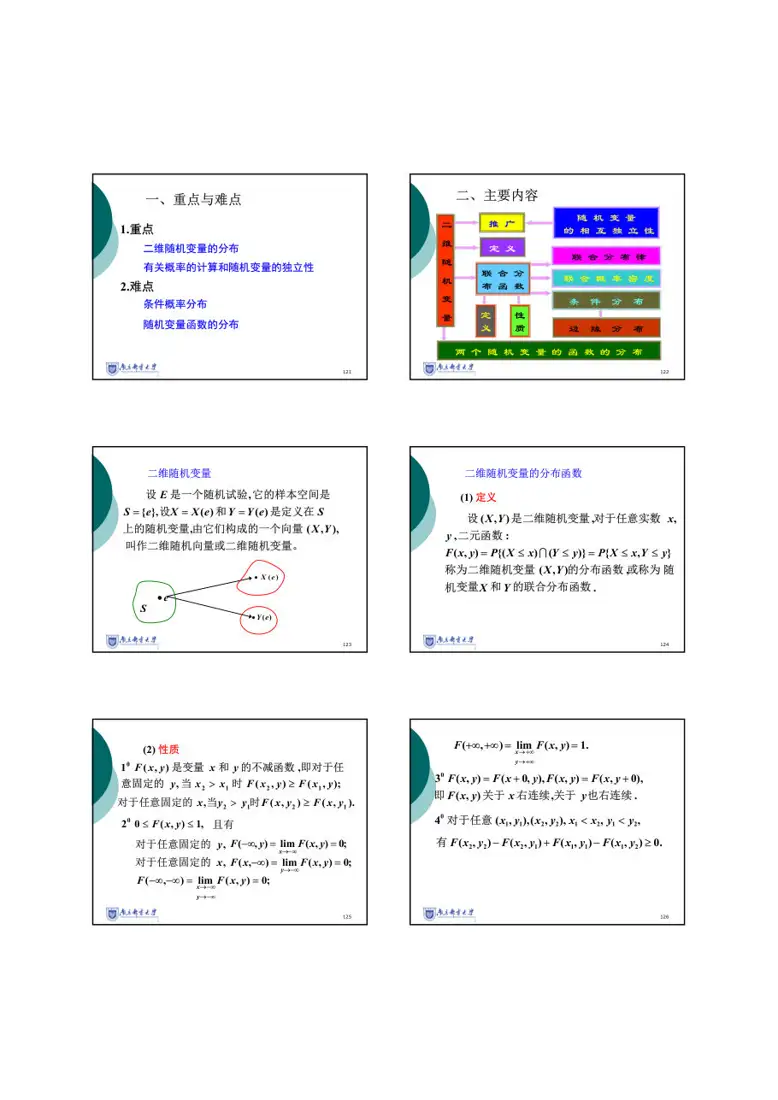 一、重点与难点
1.重点
二维随机变量的分布
有关概率的计算和随机变量的独立性
2.难点
条件概率分布
随机变量函数的分布
121
二、主要内容
二维随机变量
推 广
随 机 变 量
的 相 互 独 立 性
定 义
联 合 分
布 函 数
联 合 分 布 律
联 合 概 率 密 度
条 件 分 布
边 缘 分 布
定义
性质
两 个 随 机 变 量 的 函 数 的 分 布
122
二维随机变量
设 E 是一个随机试验,它的样本空间是
S = {e},设X = X(e) 和 Y = Y(e) 是定义在 S
上的随机变量,由它们构成的一个向量 (X,Y),
叫作二维随机向量或二维随机变量。
X(e)
e
S
Y(e)
123
二维随机变量的分布函数
(1) 定义
设 (X,Y) 是二维随机变量,对于任意实数 x,
y ,二元函数 :
F(x, y) = P{(X ≤ x)∩(Y ≤ y)} = P{X ≤ x,Y ≤ y}
称为二维随机变量 (X,Y)的分布函数,或称为 随
机变量X 和 Y 的联合分布函数 .
124
(2) 性质
1⁰ F(x, y) 是变量 x 和 y 的不减函数 ,即对于任
意固定的 y, 当 x₂ > x₁ 时 F(x₂, y) ≥ F(x₁, y);
对于任意固定的 x,当y₂ > y₁时F(x, y₂) ≥ F(x, y₁).
2⁰ 0 ≤ F(x, y) ≤ 1, 且有
对于任意固定的 y, F(−∞, y) = lim F(x, y) = 0;
x→−∞
对于任意固定的 x, F(x,−∞) = lim F(x, y) = 0;
y→−∞
F(−∞,−∞) = lim F(x, y) = 0;
x→−∞
y→−∞
125
F(+∞,+∞) = lim F(x, y) = 1.
x→+∞
y→+∞
3⁰ F(x, y) = F(x + 0, y), F(x, y) = F(x, y + 0),
即 F(x, y) 关于 x 右连续,关于 y也右连续 .
4⁰ 对于任意 (x₁, y₁),(x₂, y₂), x₁ < x₂, y₁ < y₂,
有 F(x₂, y₂) − F(x₂, y₁) + F(x₁, y₁) − F(x₁, y₂) ≥ 0.
126